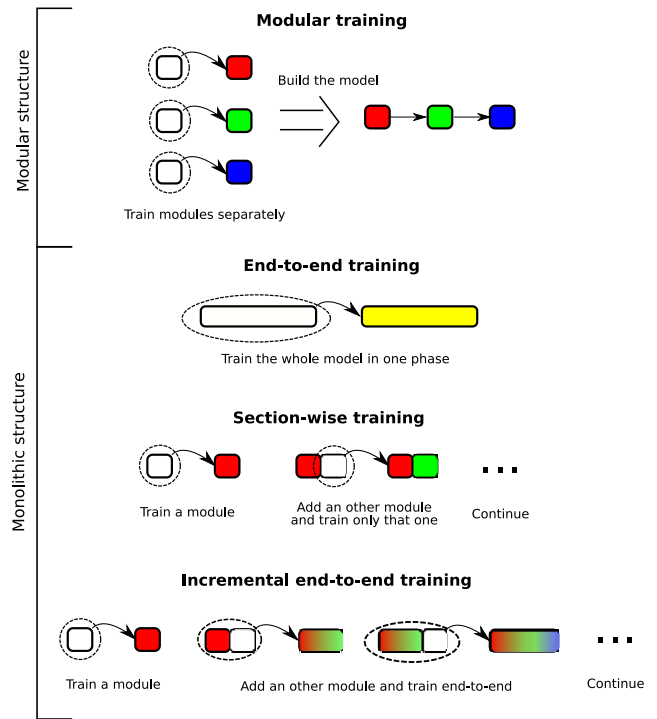 Modular training
Modular structure
Build the model
Train modules separately
End-to-end training
Train the whole model in one phase
Monolithic structure
Section-wise training
Train a module
Add an other module
and train only that one
Continue
Incremental end-to-end training
Train a module
Add an other module and train end-to-end
Continue